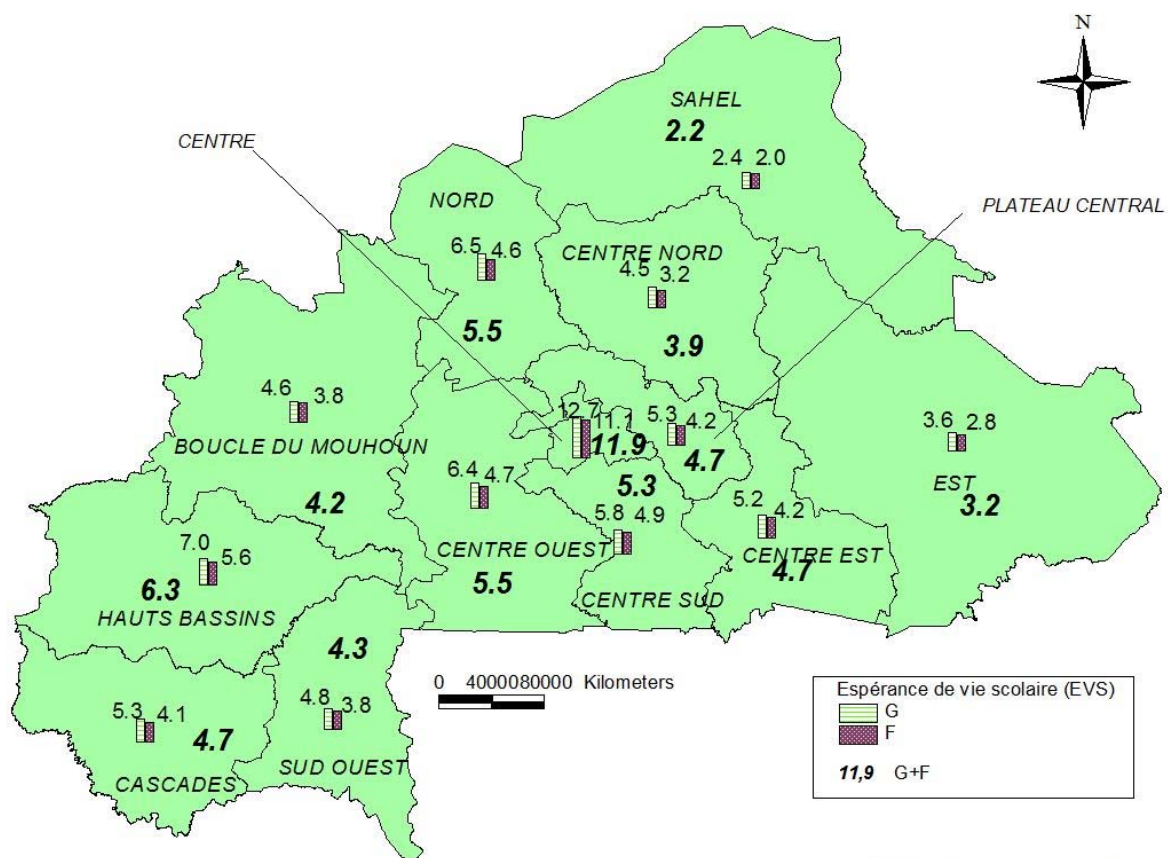 N
SAHEL
2.2
2.4 2.0
CENTRE
PLATEAU CENTRAL
NORD
6.5 4.6
5.5
CENTRE NORD
4.5 3.2
3.9
4.6 3.8
BOUCLE DU MOUHOUN
4.2
12.7 11.1
11.9
5.3 4.2
4.7
3.6 2.8
EST
3.2
6.4 4.7
CENTRE OUEST
5.5
5.3
5.8 4.9
CENTRE SUD
5.2 4.2
CENTRE EST
4.7
7.0 5.6
6.3
HAUTS BASSINS
4.3
4.8 3.8
SUD OUEST
5.3 4.1
4.7
CASCADES
0 4000080000 Kilometers
Espérance de vie scolaire (EVS)
G
F
11,9 G+F